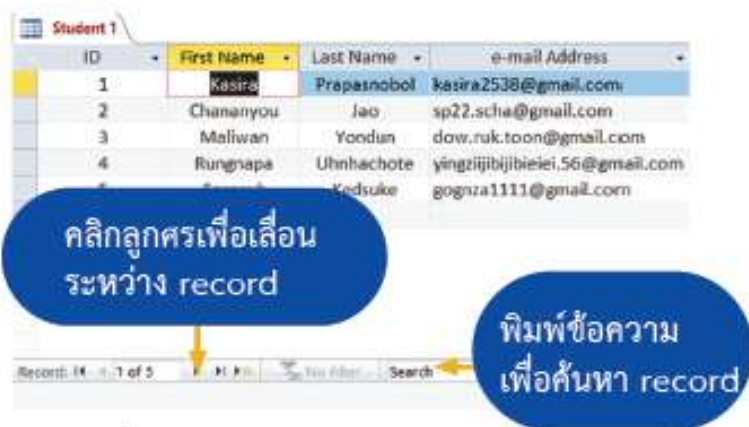 Student 1
ID First Name Last Name e-mail Address
1 Kasira Prapasnobol kasira2538@gmail.com
2 Chananyou Jao sp22.scha@gmail.com
3 Maliwan Yondun dow.ruk.toon@gmail.com
4 Rungnapa Uhnhachote yingziijibijibieiei.56@gmail.com
Kedsuke gognza1111@gmail.com
คลิกลูกศรเพื่อเลื่อน
ระหว่าง record
พิมพ์ข้อความ
เพื่อค้นหา record
Record: 1 of 5 No Filter Search